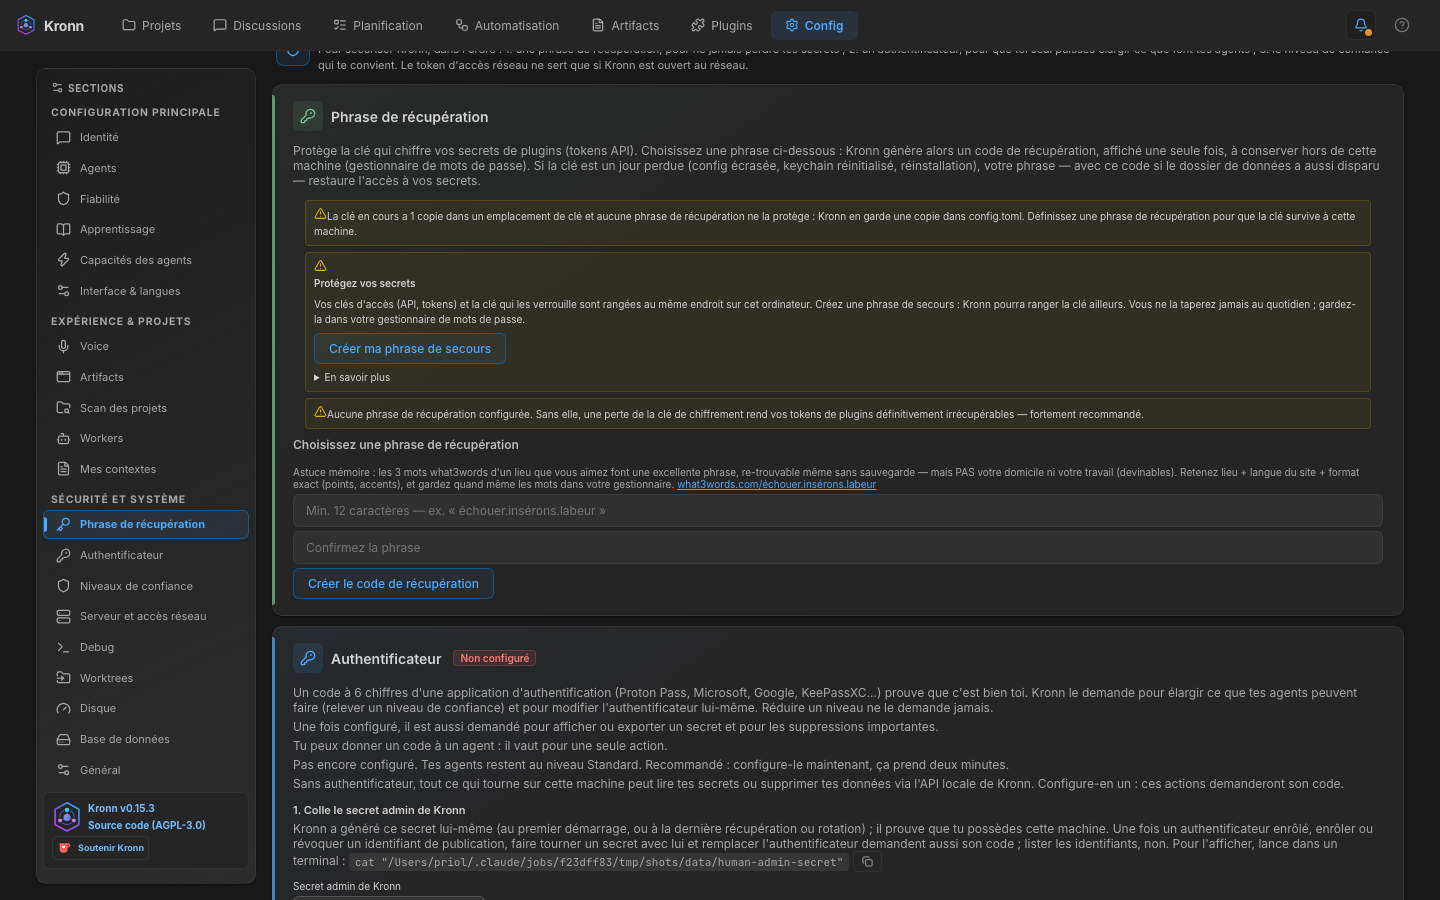 Kronn
Projets
Discussions
Planification
Automatisation
Artifacts
Plugins
Config
qui te convient. Le token d'accès réseau ne sert que si Kronn est ouvert au réseau.
SECTIONS
CONFIGURATION PRINCIPALE
Identité
Agents
Fiabilité
Apprentissage
Capacités des agents
Interface & langues
EXPÉRIENCE & PROJETS
Voice
Artifacts
Scan des projets
Workers
Mes contextes
SÉCURITÉ ET SYSTÈME
Phrase de récupération
Authentificateur
Niveaux de confiance
Serveur et accès réseau
Debug
Worktrees
Disque
Base de données
Général
Kronn v0.15.3
Source code (AGPL-3.0)
Soutenir Kronn
Phrase de récupération
Protège la clé qui chiffre vos secrets de plugins (tokens API). Choisissez une phrase ci-dessous : Kronn génère alors un code de récupération, affiché une seule fois, à conserver hors de cette
machine (gestionnaire de mots de passe). Si la clé est un jour perdue (config écrasée, keychain réinitialisé, réinstallation), votre phrase — avec ce code si le dossier de données a aussi disparu
— restaure l'accès à vos secrets.
La clé en cours a 1 copie dans un emplacement de clé et aucune phrase de récupération ne la protège : Kronn en garde une copie dans config.toml. Définissez une phrase de récupération pour que la clé survive à cette
machine.
Protégez vos secrets
Vos clés d'accès (API, tokens) et la clé qui les verrouille sont rangées au même endroit sur cet ordinateur. Créez une phrase de secours : Kronn pourra ranger la clé ailleurs. Vous ne la taperez jamais au quotidien ; gardez-
la dans votre gestionnaire de mots de passe.
Créer ma phrase de secours
En savoir plus
Aucune phrase de récupération configurée. Sans elle, une perte de la clé de chiffrement rend vos tokens de plugins définitivement irrécupérables — fortement recommandé.
Choisissez une phrase de récupération
Astuce mémoire : les 3 mots what3words d'un lieu que vous aimez font une excellente phrase, re-trouvable même sans sauvegarde — mais PAS votre domicile ni votre travail (devinables). Retenez lieu + langue du site + format
exact (points, accents), et gardez quand même les mots dans votre gestionnaire. what3words.com/échouer.insérons.labeur
Min. 12 caractères — ex. « échouer.insérons.labeur »
Confirmez la phrase
Créer le code de récupération
Authentificateur
Non configuré
Un code à 6 chiffres d'une application d'authentification (Proton Pass, Microsoft, Google, KeePassXC…) prouve que c'est bien toi. Kronn le demande pour élargir ce que tes agents peuvent
faire (relever un niveau de confiance) et pour modifier l'authentificateur lui-même. Réduire un niveau ne le demande jamais.
Une fois configuré, il est aussi demandé pour afficher ou exporter un secret et pour les suppressions importantes.
Tu peux donner un code à un agent : il vaut pour une seule action.
Pas encore configuré. Tes agents restent au niveau Standard. Recommandé : configure-le maintenant, ça prend deux minutes.
Sans authentificateur, tout ce qui tourne sur cette machine peut lire tes secrets ou supprimer tes données via l'API locale de Kronn. Configure-en un : ces actions demanderont son code.
1. Colle le secret admin de Kronn
Kronn a généré ce secret lui-même (au premier démarrage, ou à la dernière récupération ou rotation) ; il prouve que tu possèdes cette machine. Une fois un authentificateur enrôlé, enrôler ou
révoquer un identifiant de publication, faire tourner un secret avec lui et remplacer l'authentificateur demandent aussi son code ; lister les identifiants, non. Pour l'afficher, lance dans un
terminal : cat "/Users/priol/.claude/jobs/f23dff83/tmp/shots/data/human-admin-secret"
Secret admin de Kronn